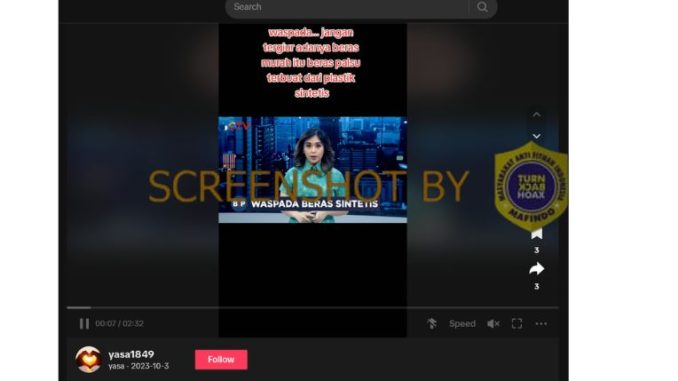 Search
waspada... jangan
tergiur adanya beras
murah itu beras palsu
terbuat dari plastik
sintetis
SCREENSHOT BY
MASYARAKAT ANTI FITNAH INDONESIA
TURN
BACK
HOAX
MAFINDO
WASPADA BERAS SINTETIS
3
3
00:07 / 02:32
Speed
yasa1849
yasa · 2023-10-3
Follow